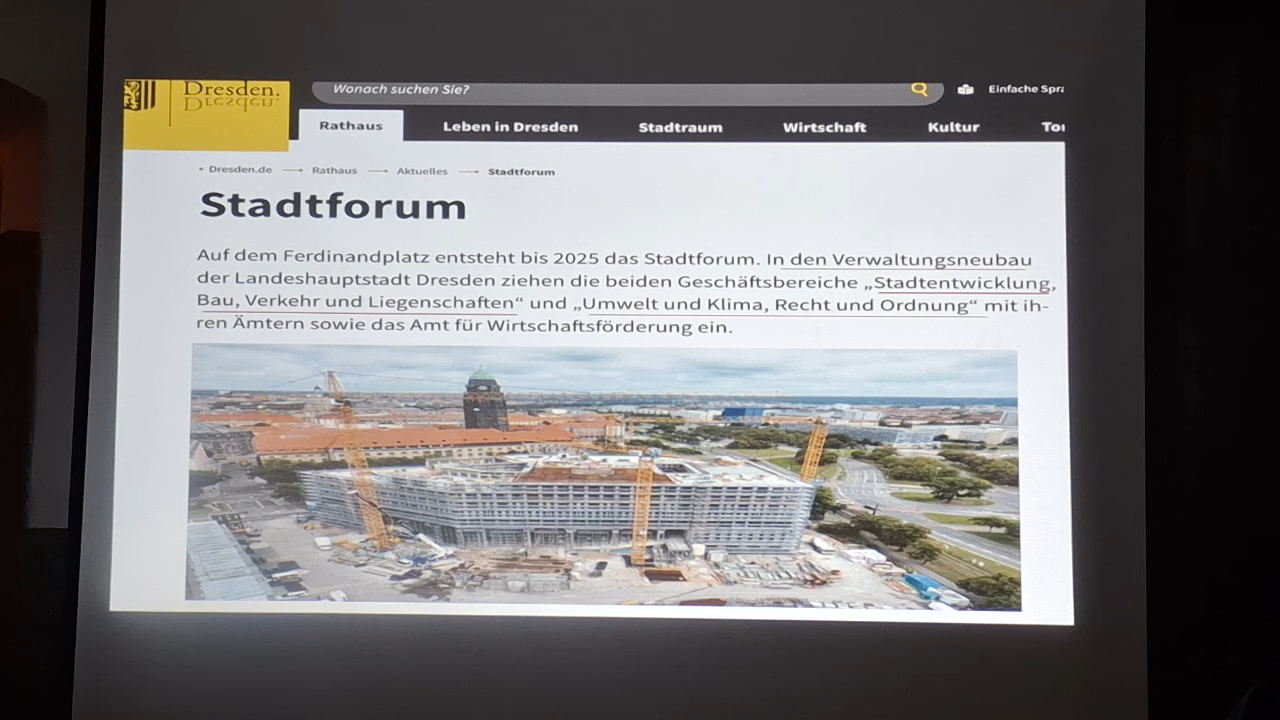 Dresden.
Dresden.
Wonach suchen Sie?
Einfache Spra
Rathaus
Leben in Dresden
Stadtraum
Wirtschaft
Kultur
Tou
Dresden.de → Rathaus → Aktuelles → Stadtforum
Stadtforum
Auf dem Ferdinandplatz entsteht bis 2025 das Stadtforum. In den Verwaltungsneubau
der Landeshauptstadt Dresden ziehen die beiden Geschäftsbereiche „Stadtentwicklung,
Bau, Verkehr und Liegenschaften“ und „Umwelt und Klima, Recht und Ordnung“ mit ih-
ren Ämtern sowie das Amt für Wirtschaftsförderung ein.